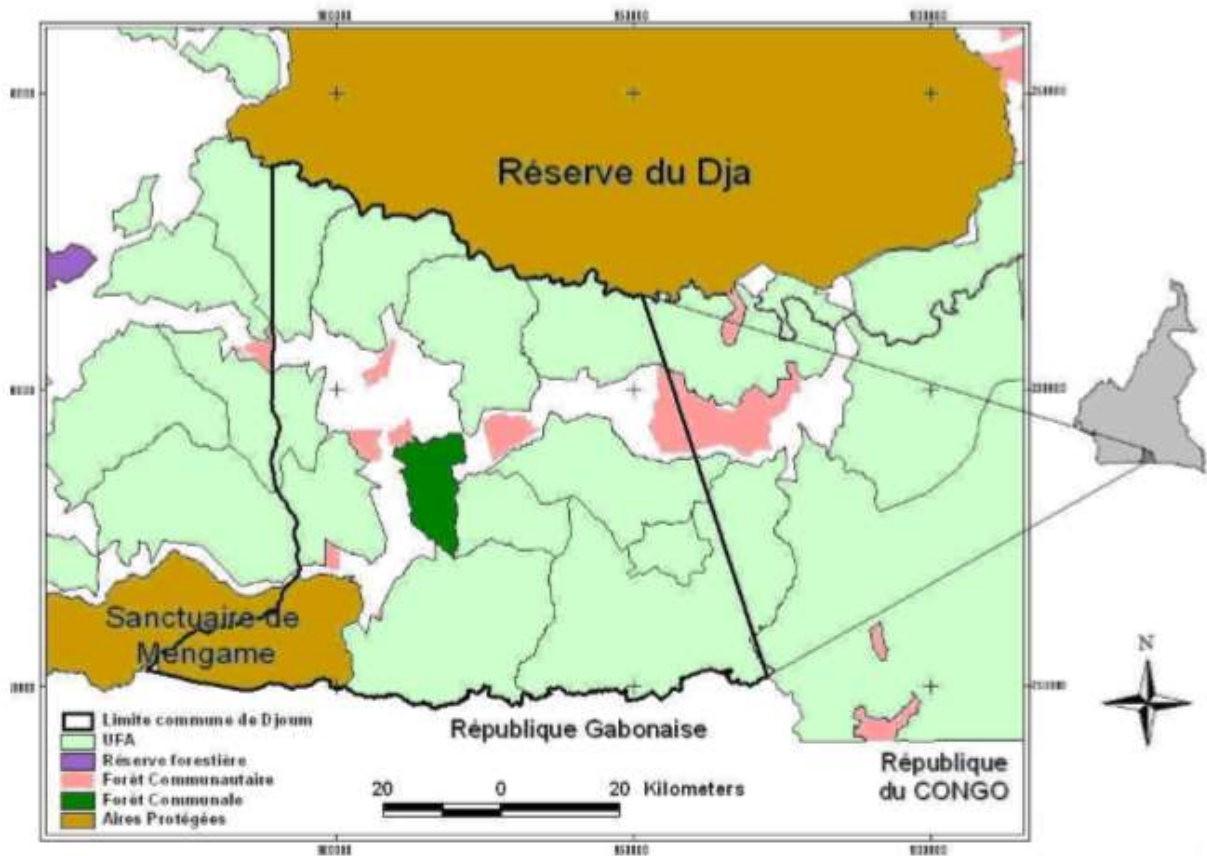 Réserve du Dja
Sanctuaire de
Mengame
République Gabonaise
République
du CONGO
N
Limite commune de Djoum
UFA
Réserve forestière
Forêt Communautaire
Forêt Communale
Aires Protégées
20 0 20 Kilometers